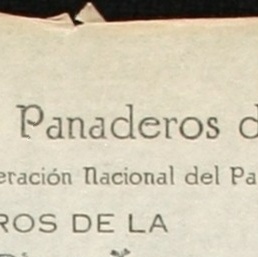 Panaderos d
eración Nacional del Pa
ROS DE LA